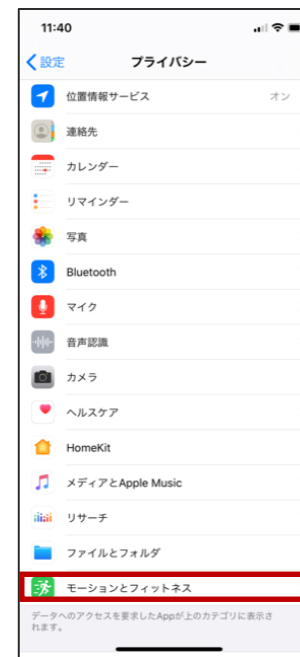 11:40
設定
プライバシー
位置情報サービス オン
連絡先
カレンダー
リマインダー
写真
Bluetooth
マイク
音声認識
カメラ
ヘルスケア
HomeKit
メディアとApple Music
リサーチ
ファイルとフォルダ
モーションとフィットネス
データへのアクセスを要求したAppが上のカテゴリに表示さ
れます。